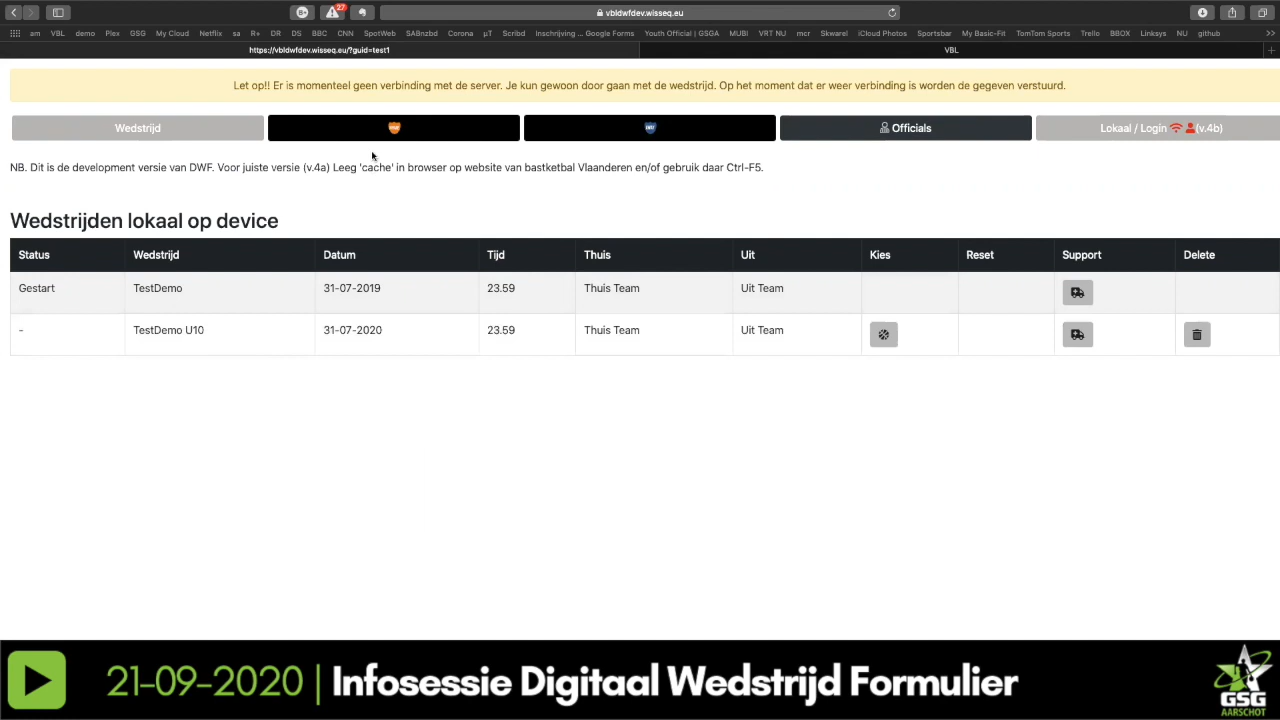 27
vbldwfdev.wisseq.eu
am VBL demo Plex GSG My Cloud Netflix sa R+ DR DS BBC CNN SpotWeb SABnzbd Corona µT Scribd Inschrijving ... Google Forms Youth Official | GSGA MUBI VRT NU mcr Skwarel iCloud Photos Sportsbar My Basic-Fit TomTom Sports Trello BBOX Linksys NU github
https://vbldwfdev.wisseq.eu/?guid=test1 VBL
Let op!! Er is momenteel geen verbinding met de server. Je kun gewoon door gaan met de wedstrijd. Op het moment dat er weer verbinding is worden de gegeven verstuurd.
Wedstrijd Officials Lokaal / Login (v.4b)
NB. Dit is de development versie van DWF. Voor juiste versie (v.4a) Leeg 'cache' in browser op website van bastketbal Vlaanderen en/of gebruik daar Ctrl-F5.
Wedstrijden lokaal op device
Status Wedstrijd Datum Tijd Thuis Uit Kies Reset Support Delete
Gestart TestDemo 31-07-2019 23.59 Thuis Team Uit Team
- TestDemo U10 31-07-2020 23.59 Thuis Team Uit Team
21-09-2020 | Infosessie Digitaal Wedstrijd Formulier
GSG
AARSCHOT